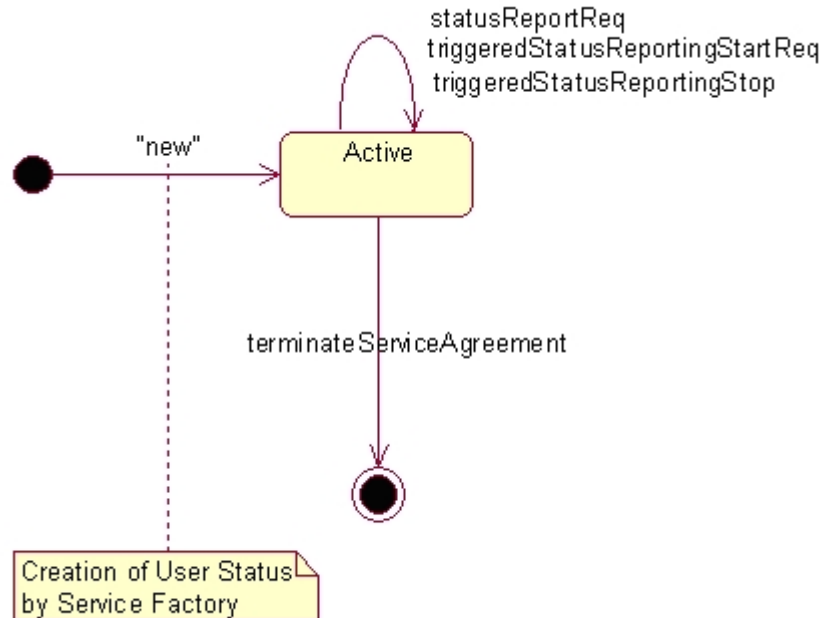 statusReportReq
triggeredStatusReportingStartReq
triggeredStatusReportingStop
"new"
Active
terminateServiceAgreement
Creation of User Status
by Service Factory